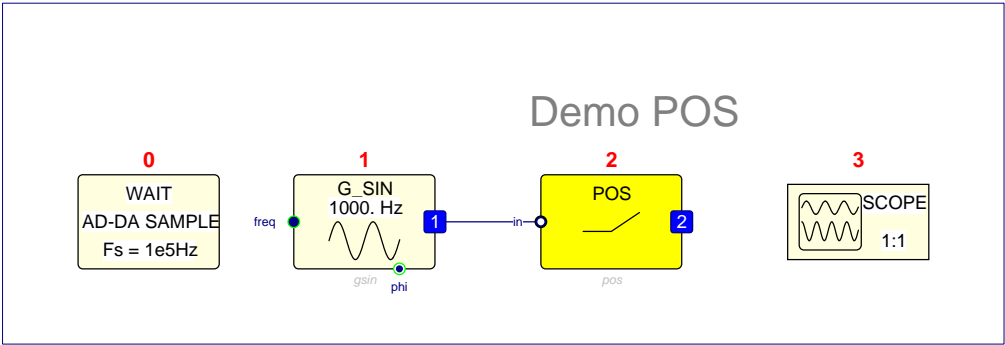 Demo POS
0
1
2
3
WAIT
AD-DA SAMPLE
Fs = 1e5Hz
G_SIN
1000. Hz
freq
1
phi
gsin
POS
in
2
pos
SCOPE
1:1